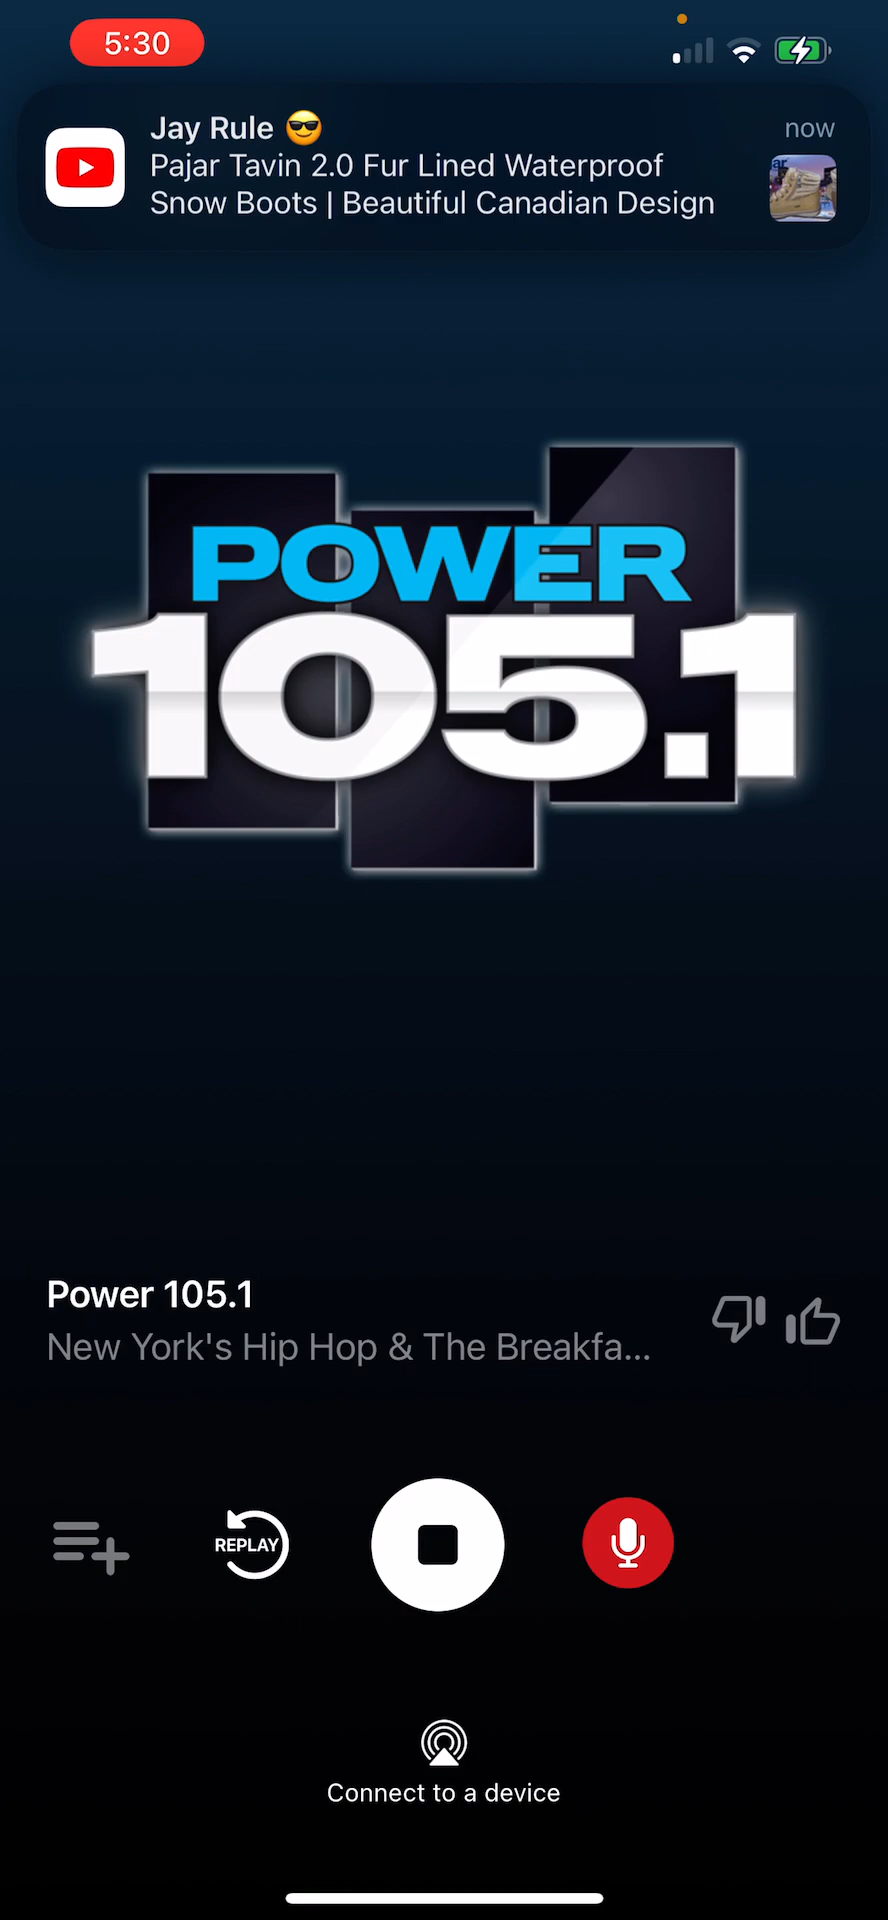 5:30
Jay Rule 😎
now
Pajar Tavin 2.0 Fur Lined Waterproof
Snow Boots | Beautiful Canadian Design
POWER
105.1
Power 105.1
New York's Hip Hop & The Breakfa...
REPLAY
Connect to a device